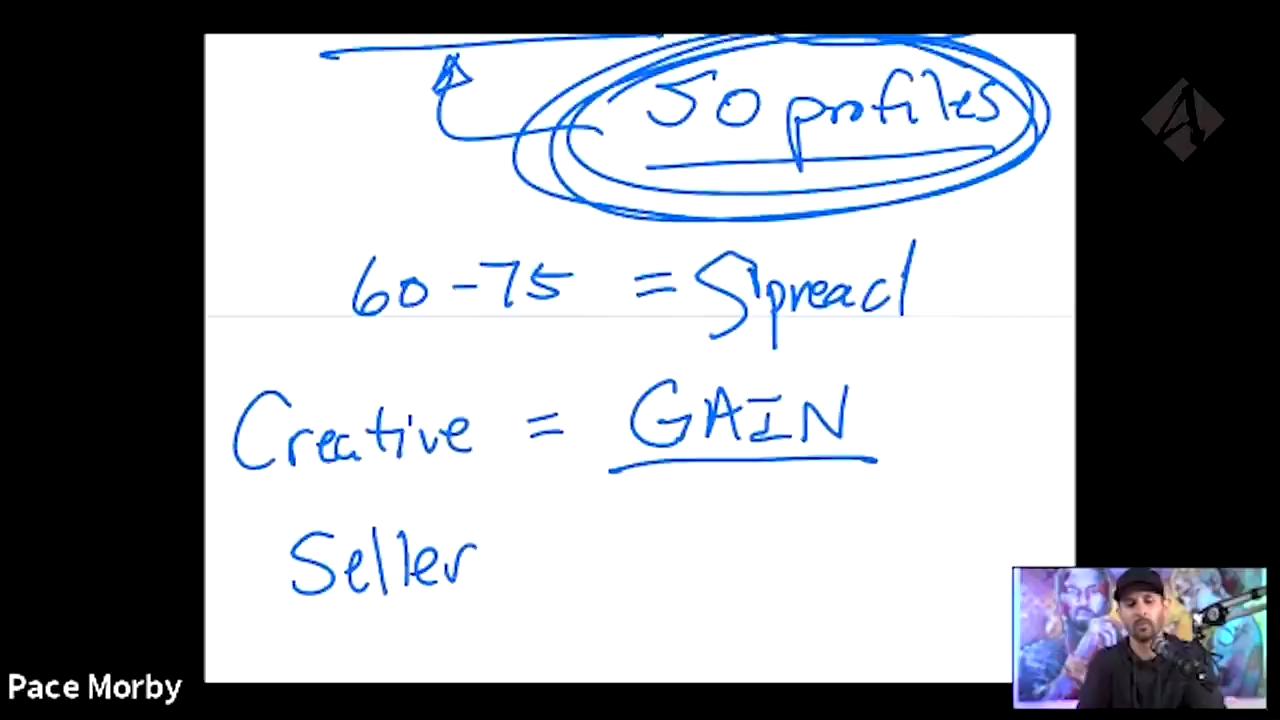 50 profiles
60-75 = Spread
Creative = GAIN
Seller
Pace Morby